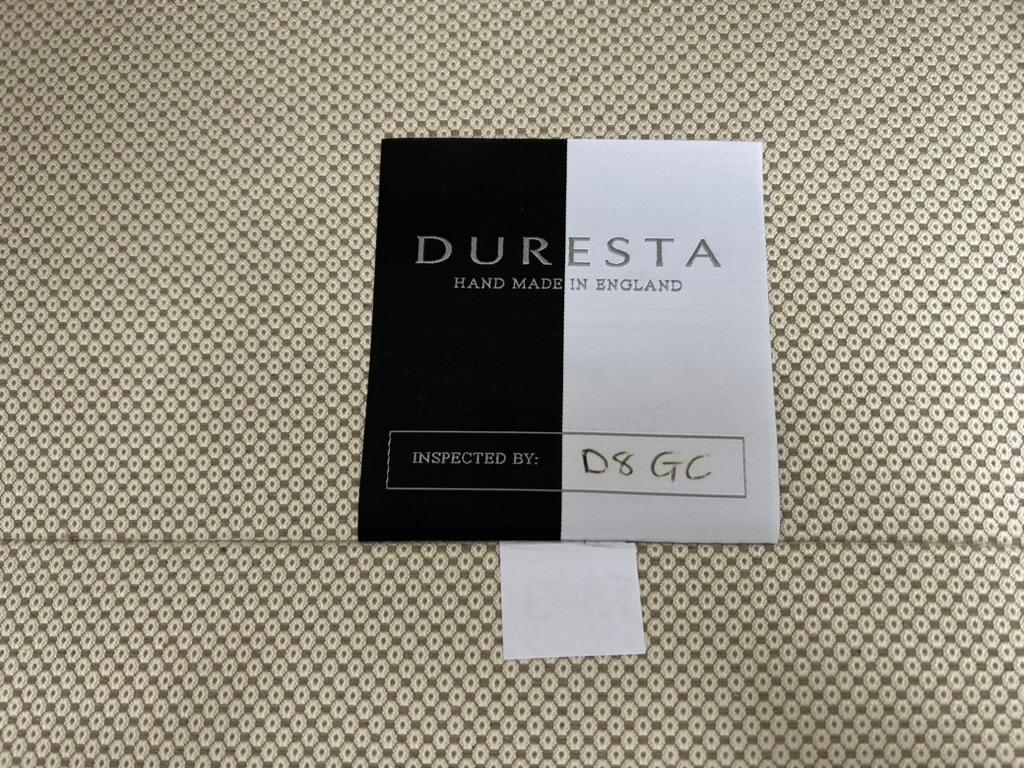 DURESTA
HAND MADE IN ENGLAND
INSPECTED BY: D8 GC